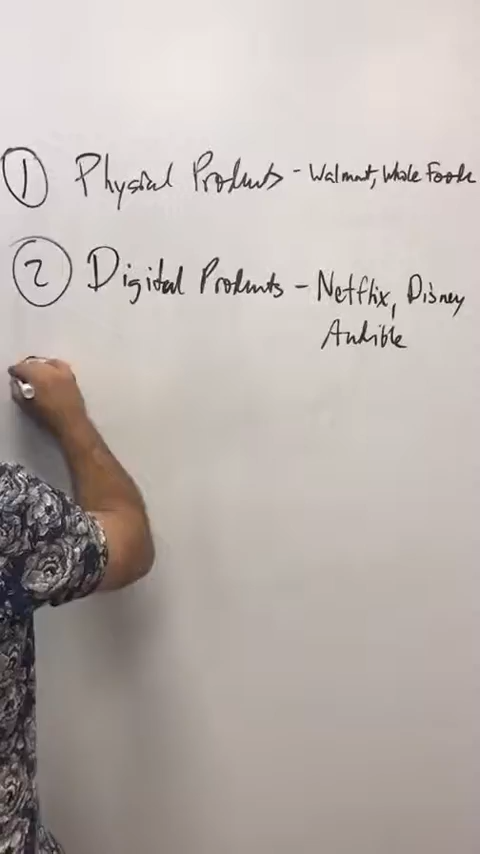 1 Physical Products - Walmart, Whole Foods
2 Digital Products - Netflix, Disney
Audible